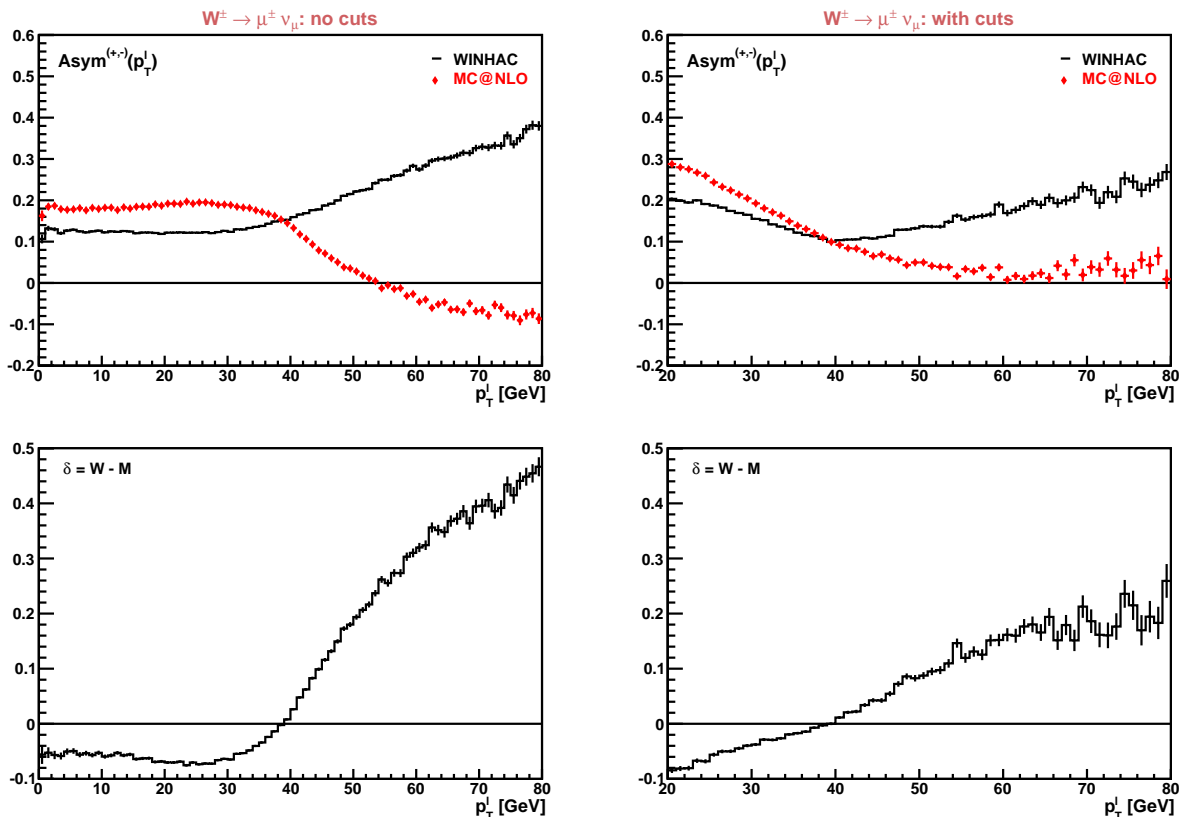 W± → μ± νμ: no cuts
Asym(+,-)(pTl)
WINHAC
MC@NLO
0.6
0.5
0.4
0.3
0.2
0.1
0
-0.1
-0.2
0 10 20 30 40 50 60 70 80
pTl [GeV]
W± → μ± νμ: with cuts
Asym(+,-)(pTl)
WINHAC
MC@NLO
0.6
0.5
0.4
0.3
0.2
0.1
0
-0.1
-0.2
20 30 40 50 60 70 80
pTl [GeV]
δ = W - M
0.5
0.4
0.3
0.2
0.1
0
-0.1
0 10 20 30 40 50 60 70 80
pTl [GeV]
δ = W - M
0.5
0.4
0.3
0.2
0.1
0
-0.1
20 30 40 50 60 70 80
pTl [GeV]